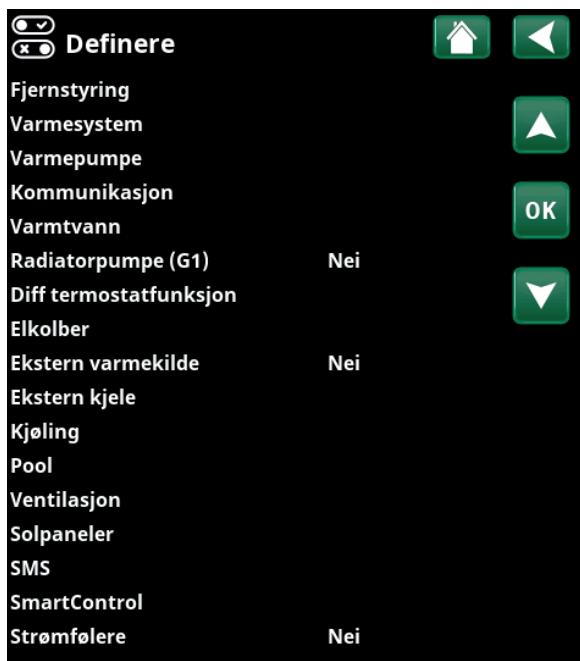 Definere
Fjernstyring
Varmesystem
Varmepumpe
Kommunikasjon
Varmtvann
OK
Radiatorpumpe (G1) Nei
Diff termostatfunksjon
Elkolber
Ekstern varmekilde Nei
Ekstern kjele
Kjøling
Pool
Ventilasjon
Solpaneler
SMS
SmartControl
Strømfølere Nei